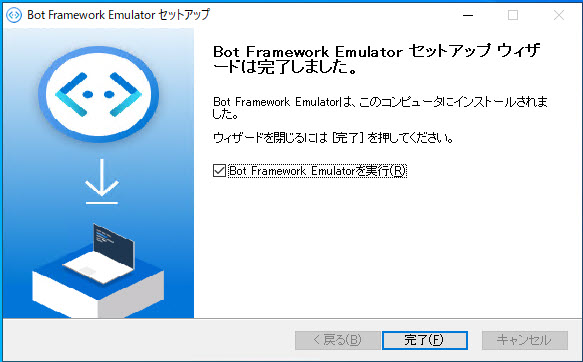 Bot Framework Emulator セットアップ
Bot Framework Emulator セットアップ ウィザ
ードは完了しました。
Bot Framework Emulatorは、このコンピュータにインストールされま
した。
ウィザードを閉じるには [完了] を押してください。
Bot Framework Emulatorを実行(R)
< 戻る(B)
完了(F)
キャンセル